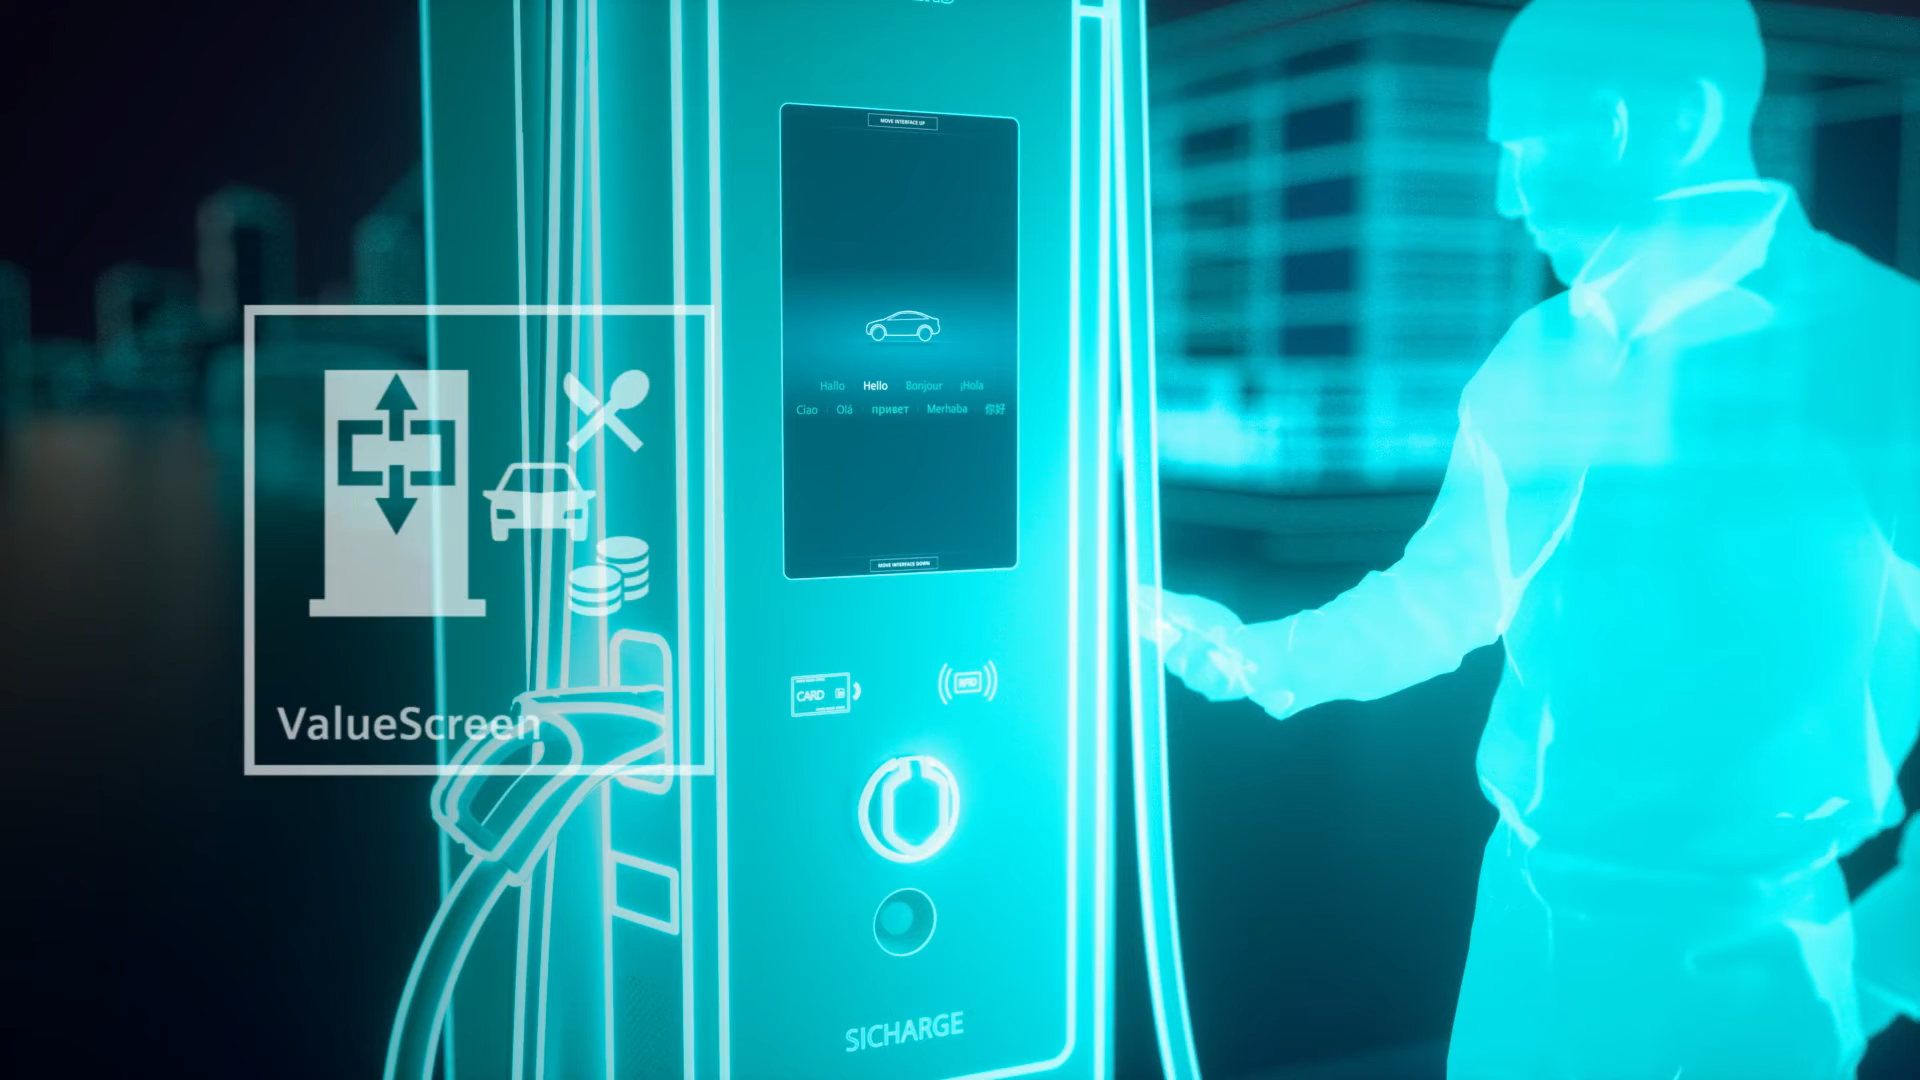 MOVE INTERFACE UP
Hallo Hello Bonjour ¡Hola
Ciao Olá привет Merhaba 你好
MOVE INTERFACE DOWN
ValueScreen
CARD
RFID
SICHARGE